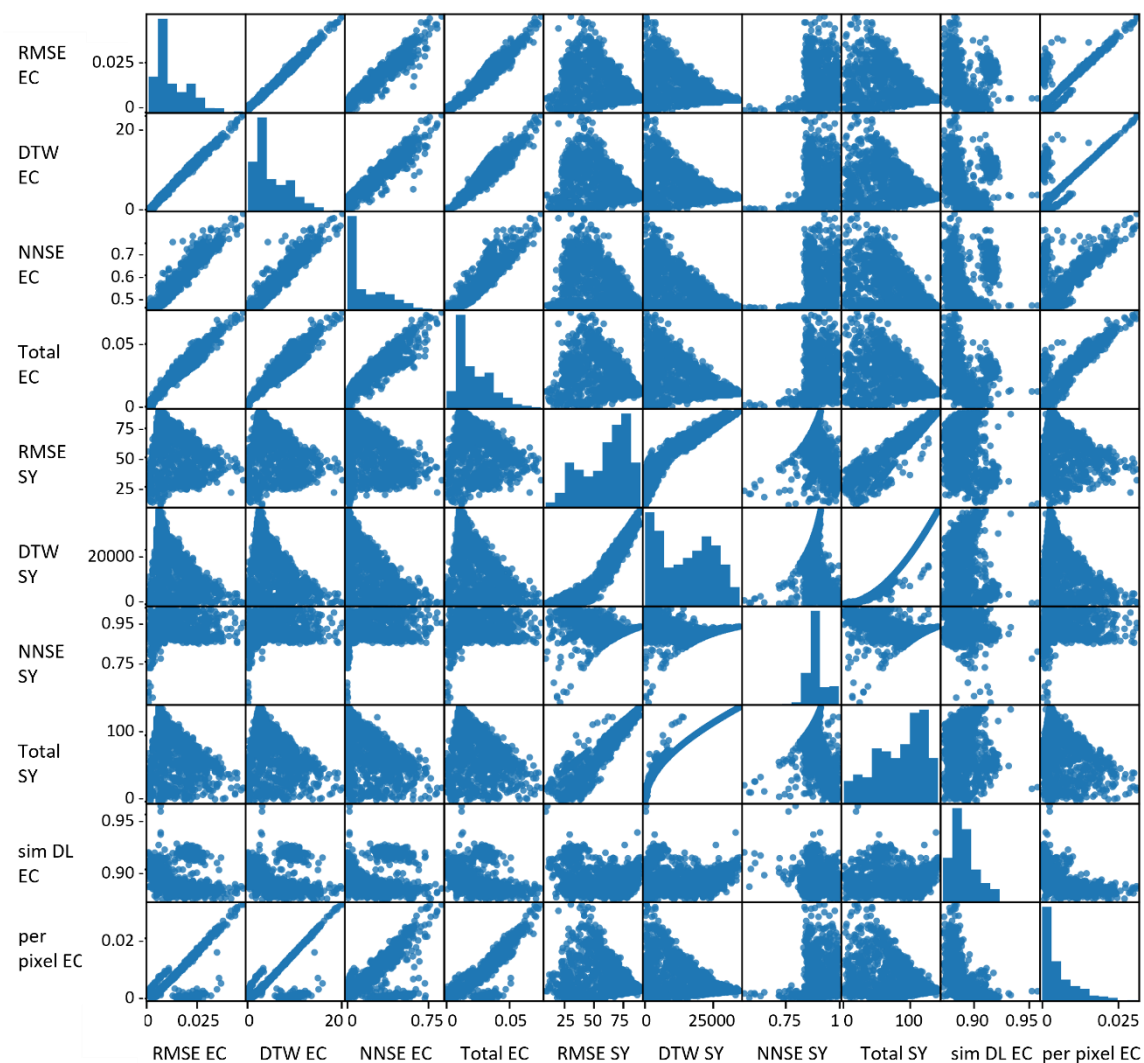 RMSE
EC
0.025
0
DTW
EC
20
0
NNSE
EC
0.7
0.6
0.5
Total
EC
0.05
0
RMSE
SY
75
50
25
DTW
SY
20000
0
NNSE
SY
0.95
0.75
Total
SY
100
0
sim DL
EC
0.95
0.90
per
pixel EC
0.02
0
0 0.025 0 20 0 0.75 0 0.05 25 50 75 0 25000 0.75 1 0 100 0.90 0.95 0 0.025
RMSE EC DTW EC NNSE EC Total EC RMSE SY DTW SY NNSE SY Total SY sim DL EC per pixel EC